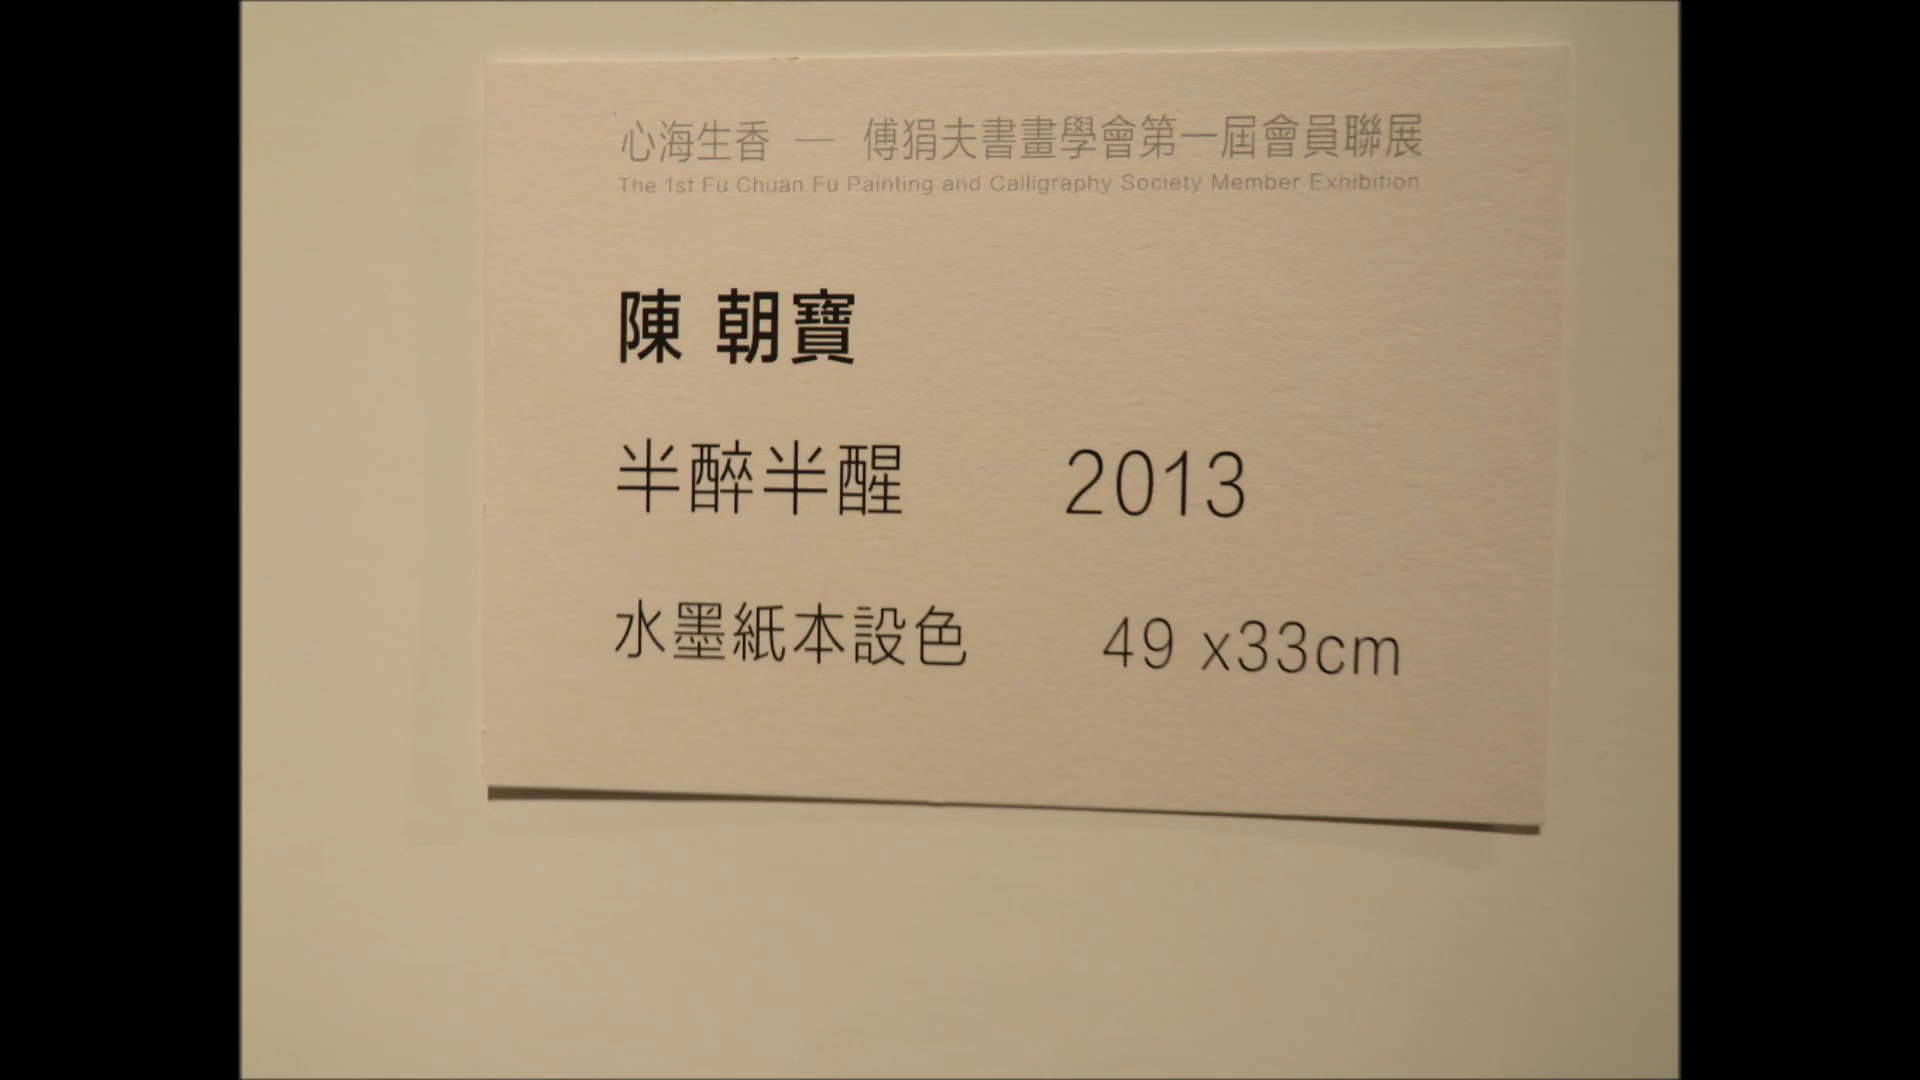 心海生香 — 傅狷夫書畫學會第一屆會員聯展
The 1st Fu Chuan Fu Painting and Calligraphy Society Member Exhibition
陳 朝寶
半醉半醒 2013
水墨紙本設色 49 x33cm